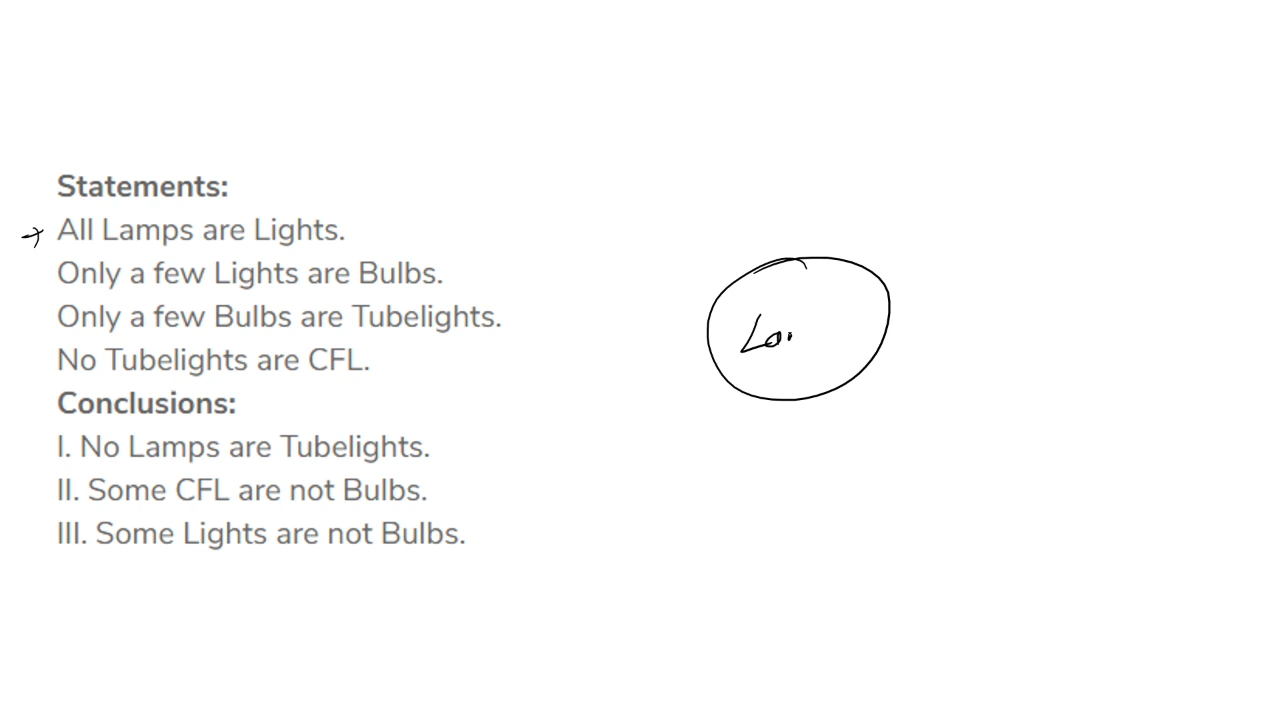 Statements:
All Lamps are Lights.
Only a few Lights are Bulbs.
Only a few Bulbs are Tubelights.
No Tubelights are CFL.
Conclusions:
I. No Lamps are Tubelights.
II. Some CFL are not Bulbs.
III. Some Lights are not Bulbs.